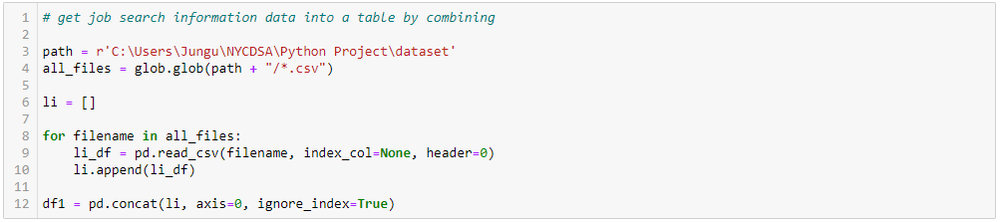 1 # get job search information data into a table by combining
2
3 path = r'C:\Users\Jungu\NYCDSA\Python Project\dataset'
4 all_files = glob.glob(path + "/*.csv")
5
6 li = []
7
8 for filename in all_files:
9     li_df = pd.read_csv(filename, index_col=None, header=0)
10     li.append(li_df)
11
12 df1 = pd.concat(li, axis=0, ignore_index=True)